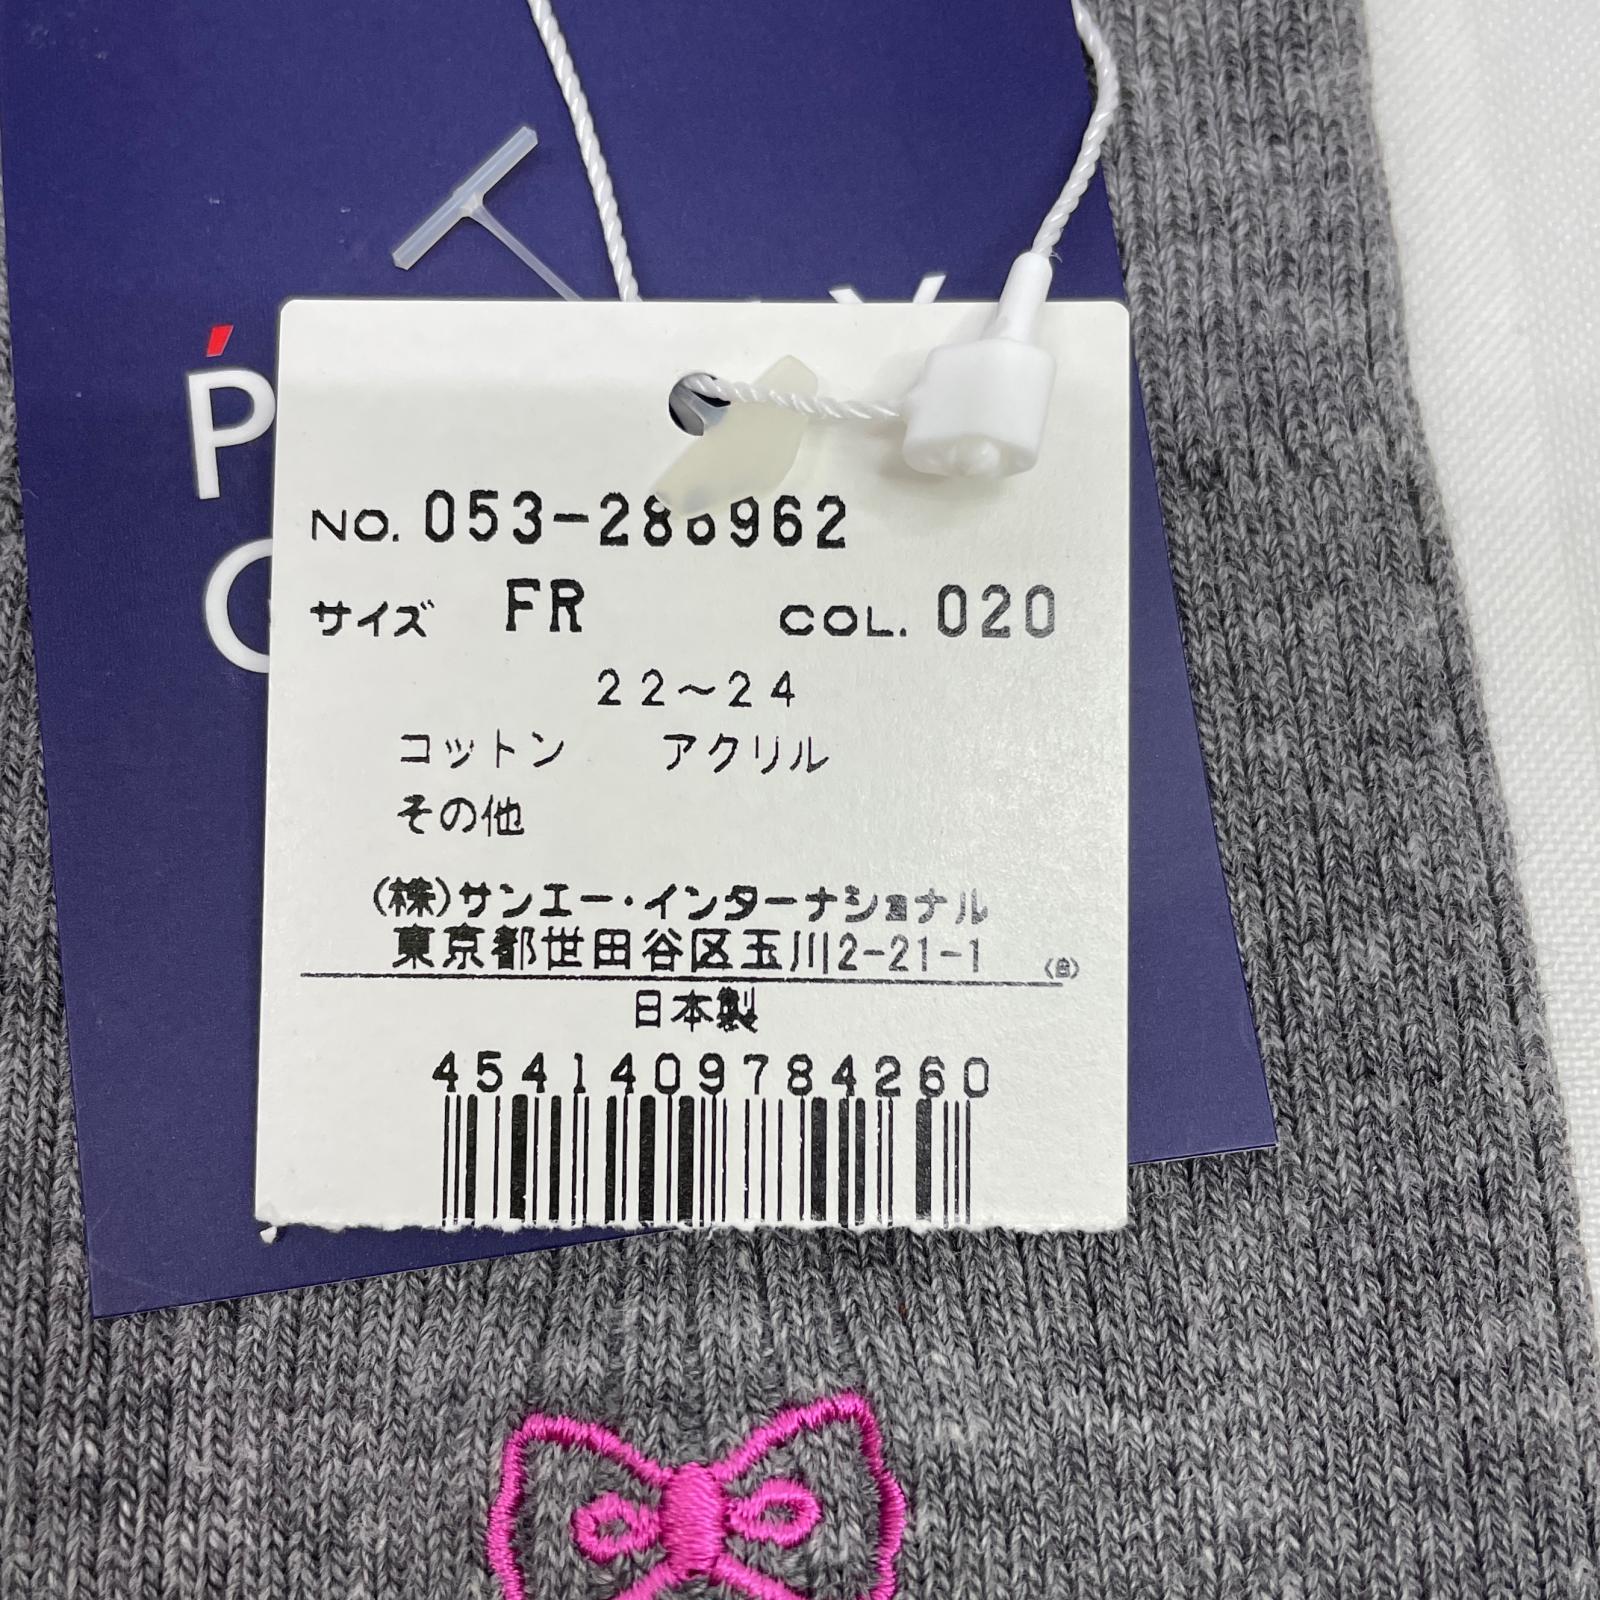 NO. 053-286962
サイズ FR COL. 020
22~24
コットン アクリル
その他
(株)サンエー・インターナショナル
東京都世田谷区玉川2-21-1
日本製
4541409784260